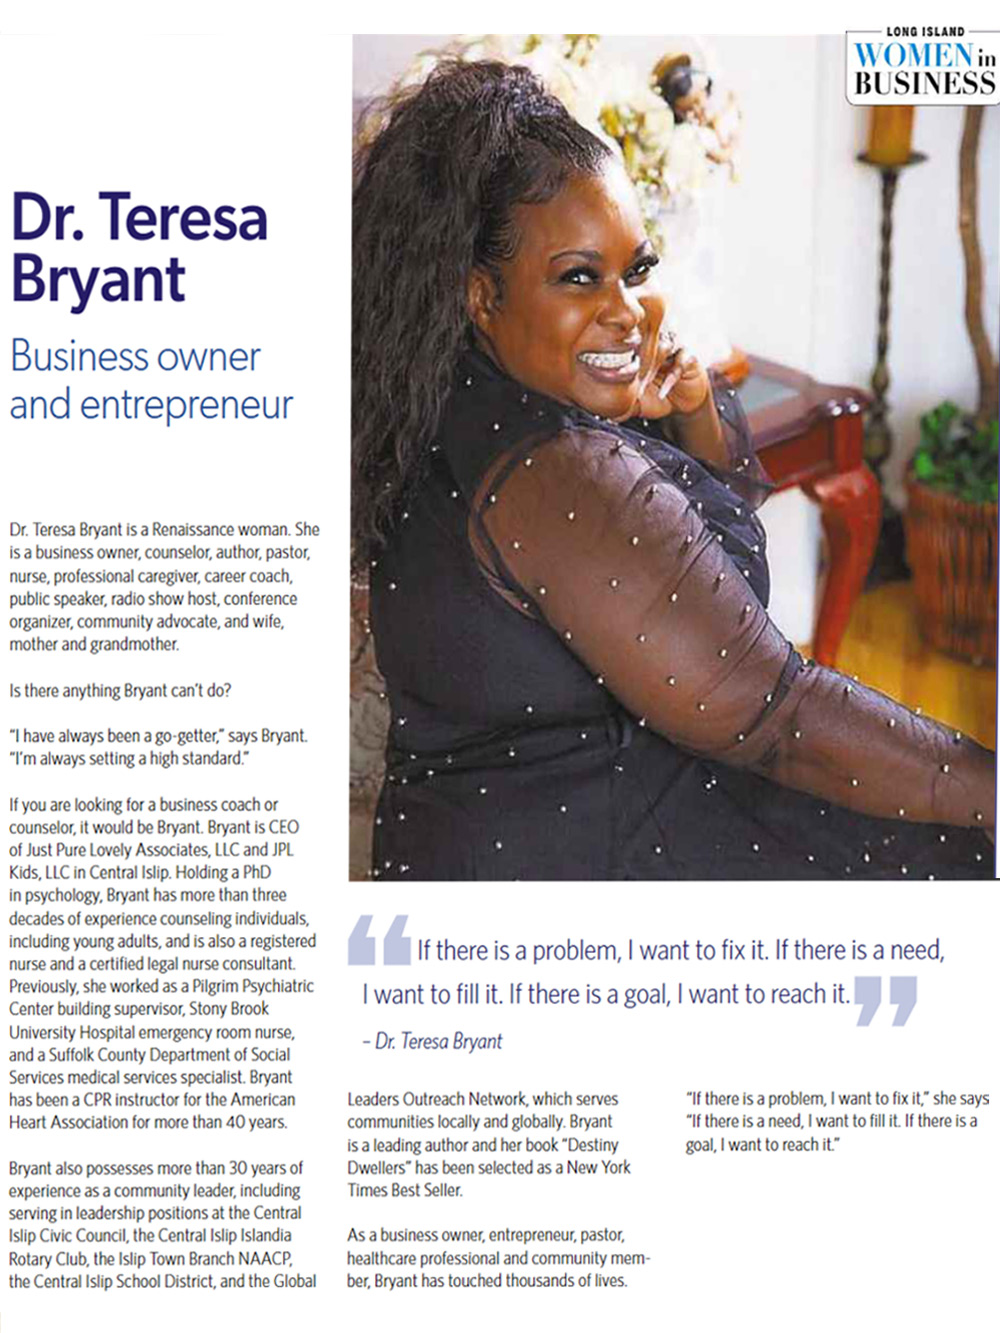 LONG ISLAND
WOMEN in
BUSINESS
Dr. Teresa
Bryant
Business owner
and entrepreneur
Dr. Teresa Bryant is a Renaissance woman. She
is a business owner, counselor, author, pastor,
nurse, professional caregiver, career coach,
public speaker, radio show host, conference
organizer, community advocate, and wife,
mother and grandmother.
Is there anything Bryant can't do?
"I have always been a go-getter," says Bryant.
"I'm always setting a high standard."
If you are looking for a business coach or
counselor, it would be Bryant. Bryant is CEO
of Just Pure Lovely Associates, LLC and JPL
Kids, LLC in Central Islip. Holding a PhD
in psychology, Bryant has more than three
decades of experience counseling individuals,
including young adults, and is also a registered
nurse and a certified legal nurse consultant.
Previously, she worked as a Pilgrim Psychiatric
Center building supervisor, Stony Brook
University Hospital emergency room nurse,
and a Suffolk County Department of Social
Services medical services specialist. Bryant
has been a CPR instructor for the American
Heart Association for more than 40 years.
Bryant also possesses more than 30 years of
experience as a community leader, including
serving in leadership positions at the Central
Islip Civic Council, the Central Islip Islandia
Rotary Club, the Islip Town Branch NAACP,
the Central Islip School District, and the Global
“If there is a problem, I want to fix it. If there is a need,
I want to fill it. If there is a goal, I want to reach it.”
– Dr. Teresa Bryant
Leaders Outreach Network, which serves
communities locally and globally. Bryant
is a leading author and her book "Destiny
Dwellers" has been selected as a New York
Times Best Seller.
As a business owner, entrepreneur, pastor,
healthcare professional and community mem-
ber, Bryant has touched thousands of lives.
"If there is a problem, I want to fix it," she says
"If there is a need, I want to fill it. If there is a
goal, I want to reach it."